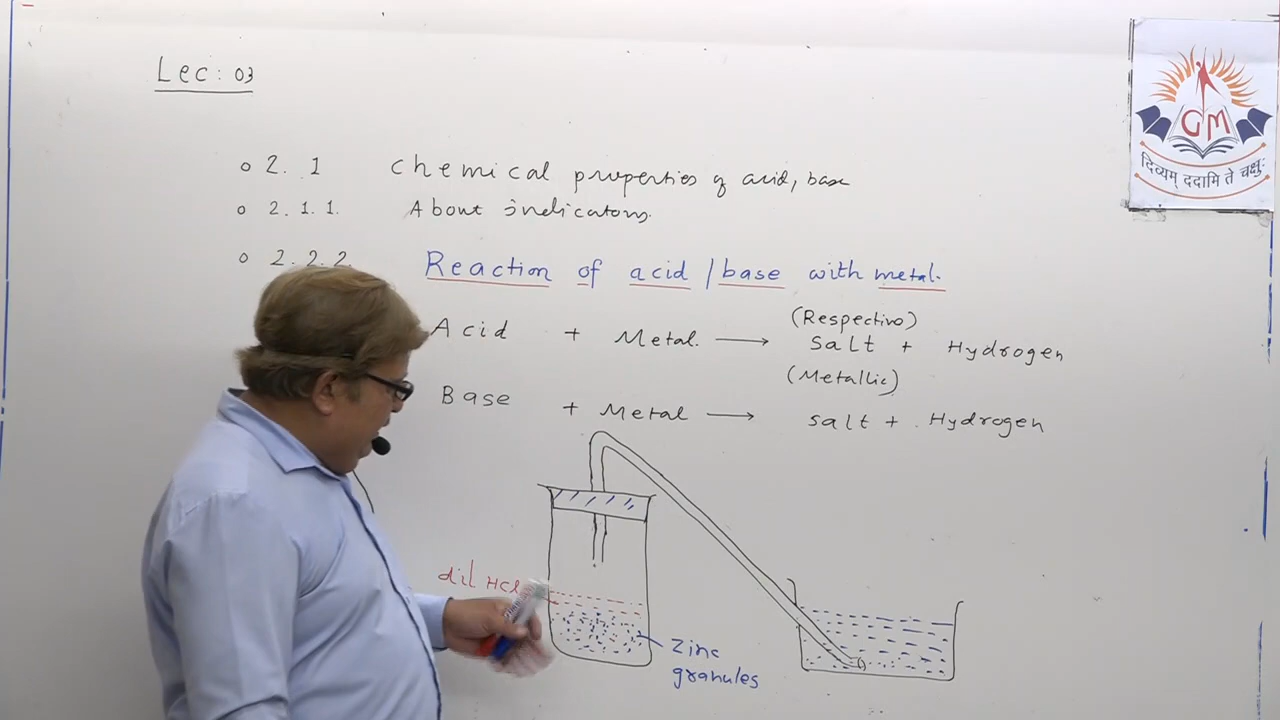 Lec: 03
GM
दिव्यम् ददामि ते चक्षुः
2. 1 Chemical properties of acid, base
2. 1. 1. About indicators.
2. 2. 2 Reaction of acid / base with metal.
(Respective)
Acid + Metal. → Salt + Hydrogen
(Metallic)
Base + Metal → salt + Hydrogen
dil HCl
Zinc
granules